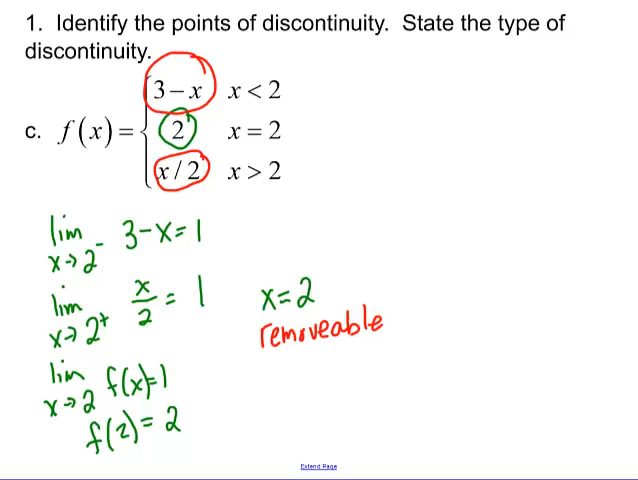 1. Identify the points of discontinuity. State the type of
discontinuity.
3 − x   x < 2
c. f(x) = { 2   x = 2
x / 2   x > 2
lim 3 − x = 1
x → 2⁻
lim x/2 = 1
x → 2⁺
x = 2
removeable
lim f(x) = 1
x → 2
f(2) = 2
Extend Page